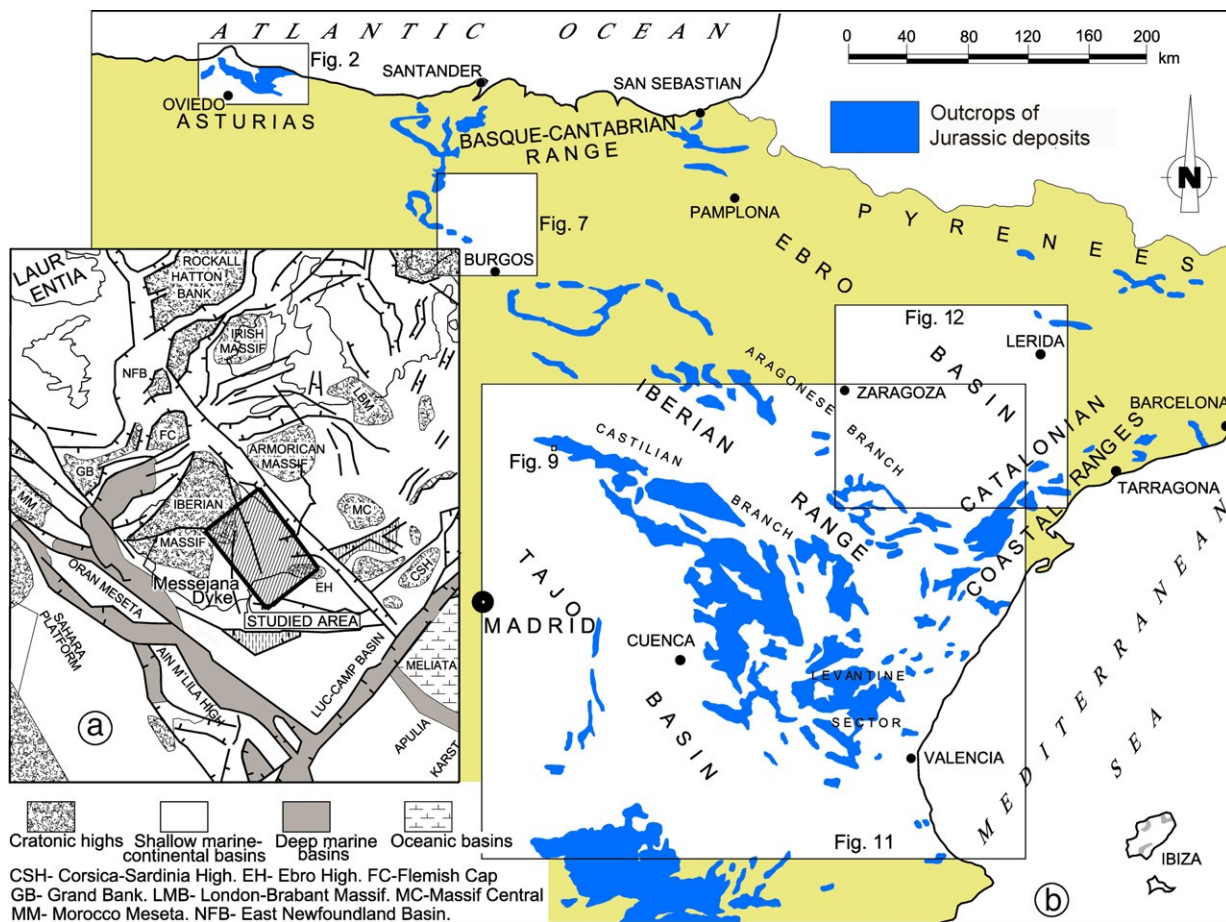 ATLANTIC OCEAN
0 40 80 120 160 200
km
Fig. 2
SANTANDER
SAN SEBASTIAN
OVIEDO
ASTURIAS
BASQUE-CANTABRIAN
RANGE
Outcrops of
Jurassic deposits
N
PAMPLONA
PYRENEES
Fig. 7
BURGOS
EBRO
BASIN
Fig. 12
LERIDA
ARAGONESE
BRANCH
ZARAGOZA
BARCELONA
IBERIAN
RANGE
CASTILIAN
BRANCH
Fig. 9
CATALONIAN
COASTAL RANGES
TARRAGONA
TAJO
BASIN
MADRID
CUENCA
LEVANTINE
SECTOR
VALENCIA
MEDITERRANEAN
SEA
IBIZA
Fig. 11
b
LAUR
ENTIA
ROCKALL
HATTON
BANK
IRISH
MASSIF
NFB
LBM
FC
GB
ARMORICAN
MASSIF
MM
IBERIAN
MASSIF
MC
Messejana
Dyke
EH
CSH
ORAN MESETA
STUDIED AREA
SAHARA
PLATFORM
AIN M'LILA HIGH
LUC-CAMP BASIN
MELIATA
APULIA
KARST
a
Cratonic highs
Shallow marine-
continental basins
Deep marine
basins
Oceanic basins
CSH- Corsica-Sardinia High. EH- Ebro High. FC-Flemish Cap
GB- Grand Bank. LMB- London-Brabant Massif. MC-Massif Central
MM- Morocco Meseta. NFB- East Newfoundland Basin.